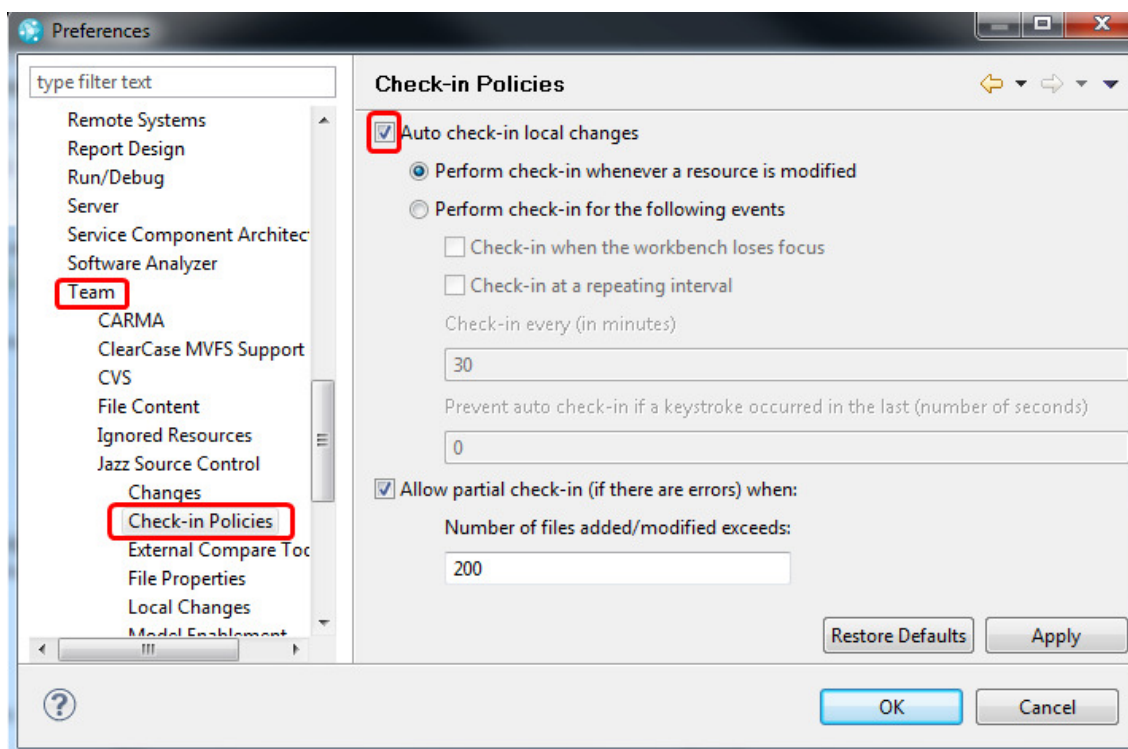 Preferences
type filter text
Remote Systems
Report Design
Run/Debug
Server
Service Component Architec
Software Analyzer
Team
CARMA
ClearCase MVFS Support
CVS
File Content
Ignored Resources
Jazz Source Control
Changes
Check-in Policies
External Compare Too
File Properties
Local Changes
Model Enablement
Check-in Policies
Auto check-in local changes
Perform check-in whenever a resource is modified
Perform check-in for the following events
Check-in when the workbench loses focus
Check-in at a repeating interval
Check-in every (in minutes)
30
Prevent auto check-in if a keystroke occurred in the last (number of seconds)
0
Allow partial check-in (if there are errors) when:
Number of files added/modified exceeds:
200
Restore Defaults
Apply
OK
Cancel